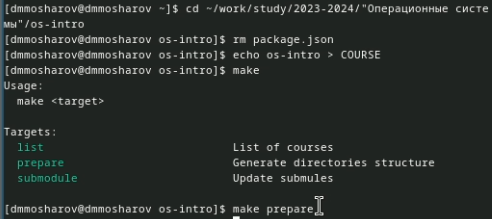 [dmmosharov@dmmosharov ~]$ cd ~/work/study/2023-2024/"Операционные систе
мы"/os-intro
[dmmosharov@dmmosharov os-intro]$ rm package.json
[dmmosharov@dmmosharov os-intro]$ echo os-intro > COURSE
[dmmosharov@dmmosharov os-intro]$ make
Usage:
  make <target>

Targets:
  list                          List of courses
  prepare                       Generate directories structure
  submodule                     Update submules

[dmmosharov@dmmosharov os-intro]$ make prepare